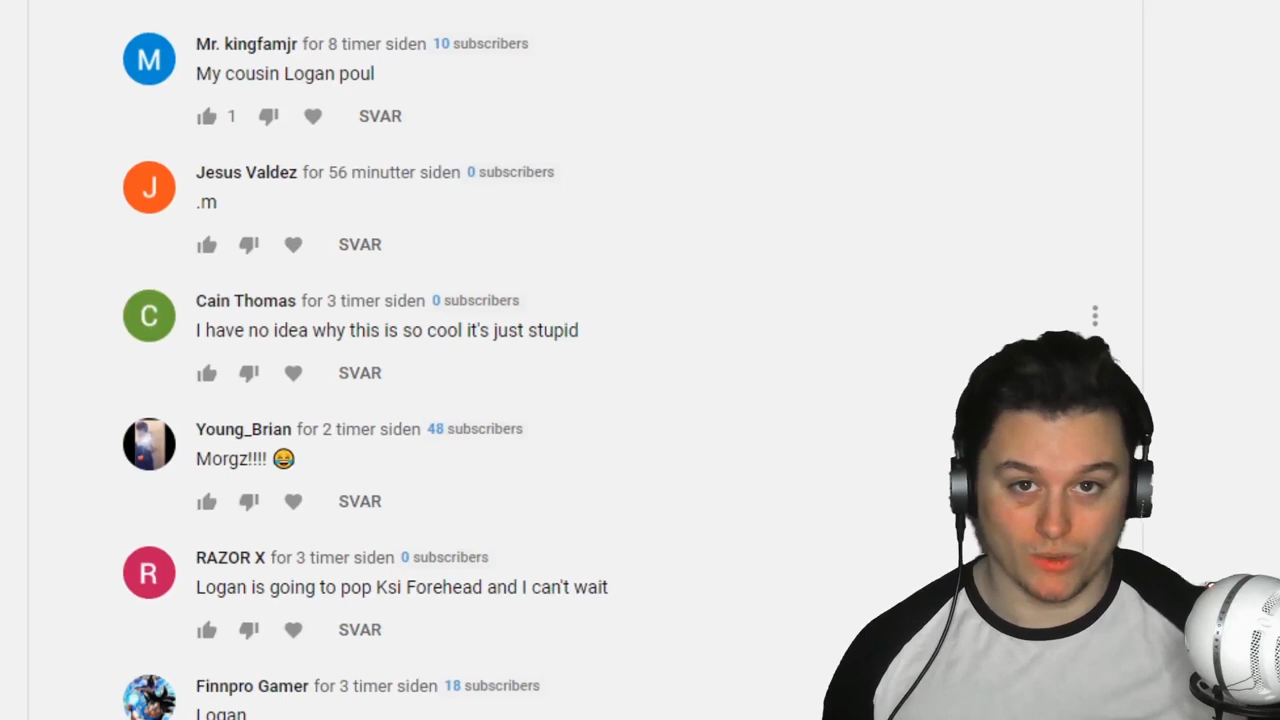 Mr. kingfamjr for 8 timer siden 10 subscribers
My cousin Logan poul
1 SVAR
Jesus Valdez for 56 minutter siden 0 subscribers
.m
SVAR
Cain Thomas for 3 timer siden 0 subscribers
I have no idea why this is so cool it's just stupid
SVAR
Young_Brian for 2 timer siden 48 subscribers
Morgz!!!! 😂
SVAR
RAZOR X for 3 timer siden 0 subscribers
Logan is going to pop Ksi Forehead and I can't wait
SVAR
Finnpro Gamer for 3 timer siden 18 subscribers
Logan
M
J
C
R